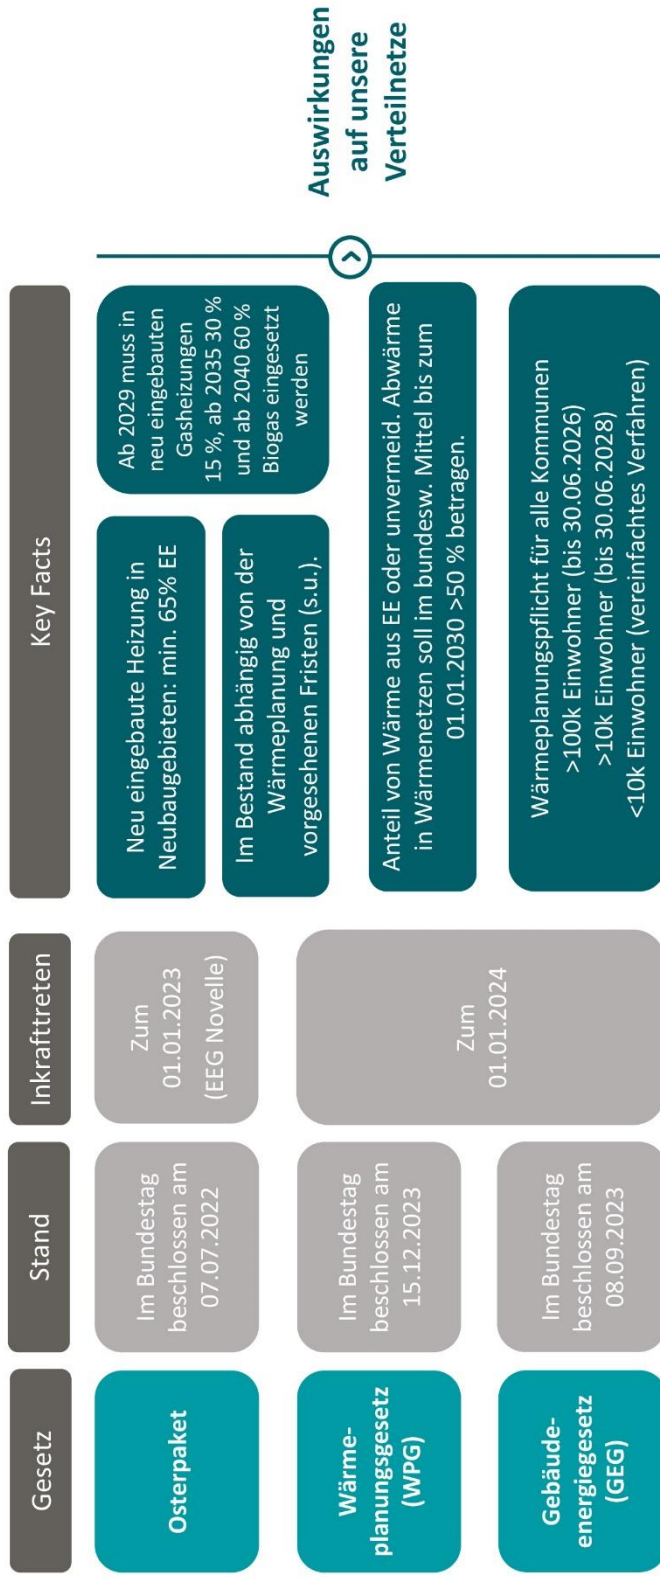 Gesetz
Stand
Inkrafttreten
Key Facts
Osterpaket
Im Bundestag
beschlossen am
07.07.2022
Zum
01.01.2023
(EEG Novelle)
Neu eingebaute Heizung in
Neubaugebieten: min. 65% EE
Im Bestand abhängig von der
Wärmeplanung und
vorgesehenen Fristen (s.u.).
Ab 2029 muss in
neu eingebauten
Gasheizungen
15 %, ab 2035 30 %
und ab 2040 60 %
Biogas eingesetzt
werden
Wärme-
planungsgesetz
(WPG)
Im Bundestag
beschlossen am
15.12.2023
Zum
01.01.2024
Anteil von Wärme aus EE oder unvermeid. Abwärme
in Wärmenetzen soll im bundesw. Mittel bis zum
01.01.2030 >50 % betragen.
Gebäude-
energiegesetz
(GEG)
Im Bundestag
beschlossen am
08.09.2023
Wärmeplanungspflicht für alle Kommunen
>100k Einwohner (bis 30.06.2026)
>10k Einwohner (bis 30.06.2028)
<10k Einwohner (vereinfachtes Verfahren)
Auswirkungen
auf unsere
Verteilnetze